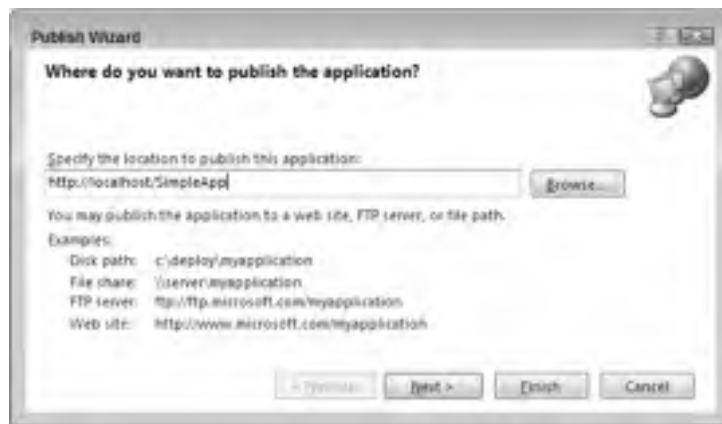 Publish Wizard
Where do you want to publish the application?
Specify the location to publish this application:
http://localhost/SimpleApp
Browse...
You may publish the application to a web site, FTP server, or file path.
Examples:
Disk path: c:\deploy\myapplication
File share: \\server\myapplication
FTP server: ftp://ftp.microsoft.com/myapplication
Web site: http://www.microsoft.com/myapplication
< Previous
Next >
Finish
Cancel